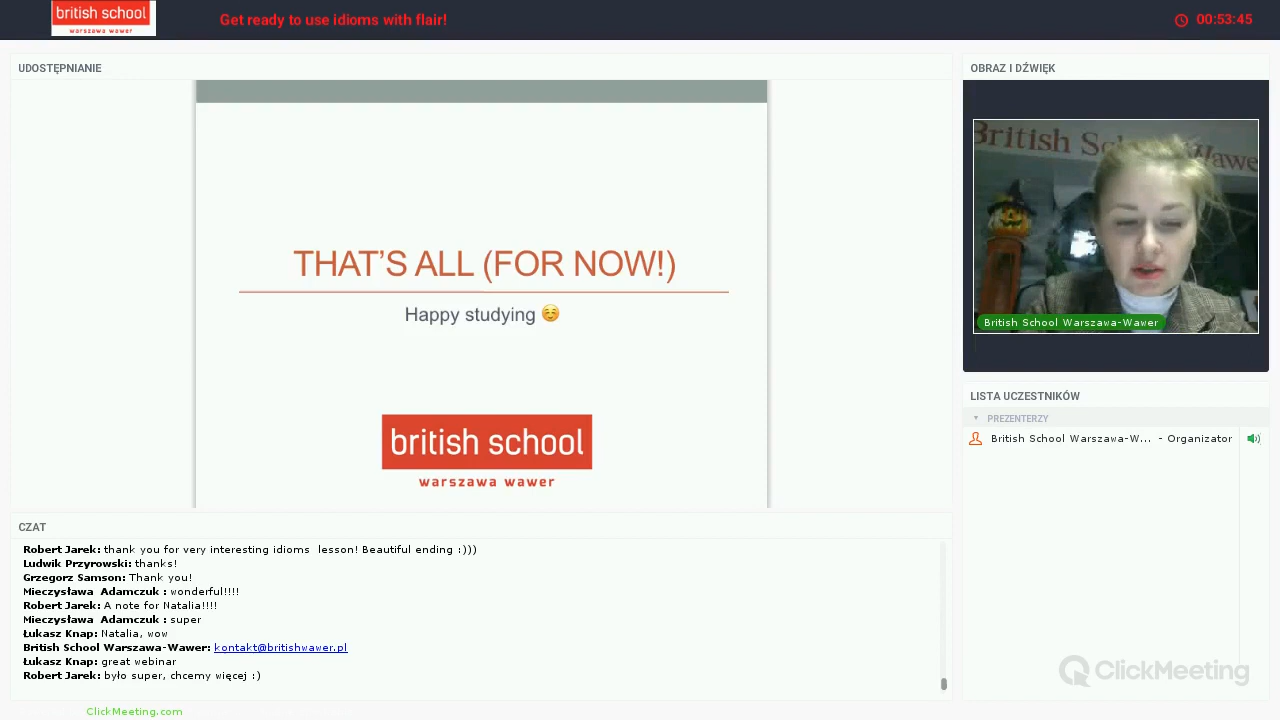 british school
warszawa wawer
Get ready to use idioms with flair!
00:53:45
UDOSTĘPNIANIE
THAT'S ALL (FOR NOW!)
Happy studying ☺️
british school
warszawa wawer
OBRAZ I DŹWIĘK
British School Wawer
British School Warszawa-Wawer
LISTA UCZESTNIKÓW
PREZENTERZY
British School Warszawa-W... - Organizator
CZAT
Robert Jarek: thank you for very interesting idioms lesson! Beautiful ending :)))
Ludwik Przyrowski: thanks!
Grzegorz Samson: Thank you!
Mieczysława Adamczuk : wonderful!!!!
Robert Jarek: A note for Natalia!!!!
Mieczysława Adamczuk : super
Łukasz Knap: Natalia, wow
British School Warszawa-Wawer: kontakt@britishwawer.pl
Łukasz Knap: great webinar
Robert Jarek: było super, chcemy więcej :)
ClickMeeting
ClickMeeting.com